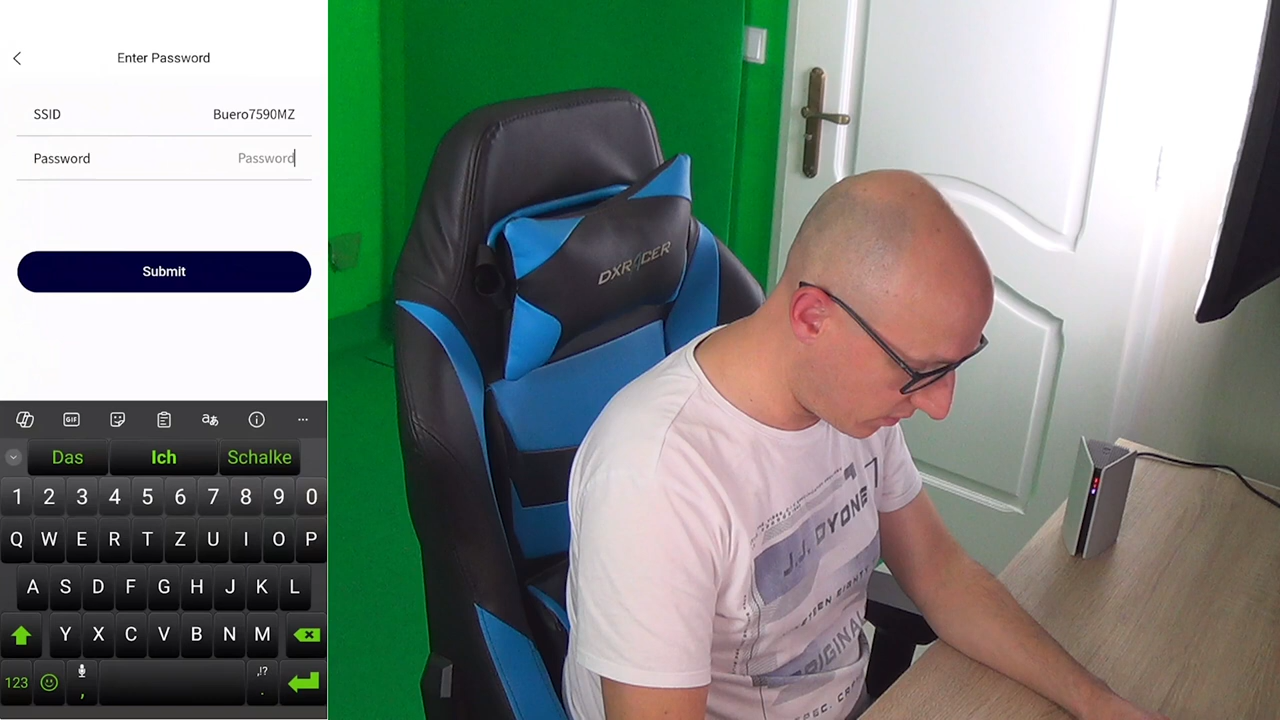 Enter Password
SSID Buero7590MZ
Password Password
Submit
GIF
Das Ich Schalke
1 2 3 4 5 6 7 8 9 0
Q W E R T Z U I O P
A S D F G H J K L
Y X C V B N M
123 , ,!? .
DXRACER
J.J. DYONE
ORIGINAL